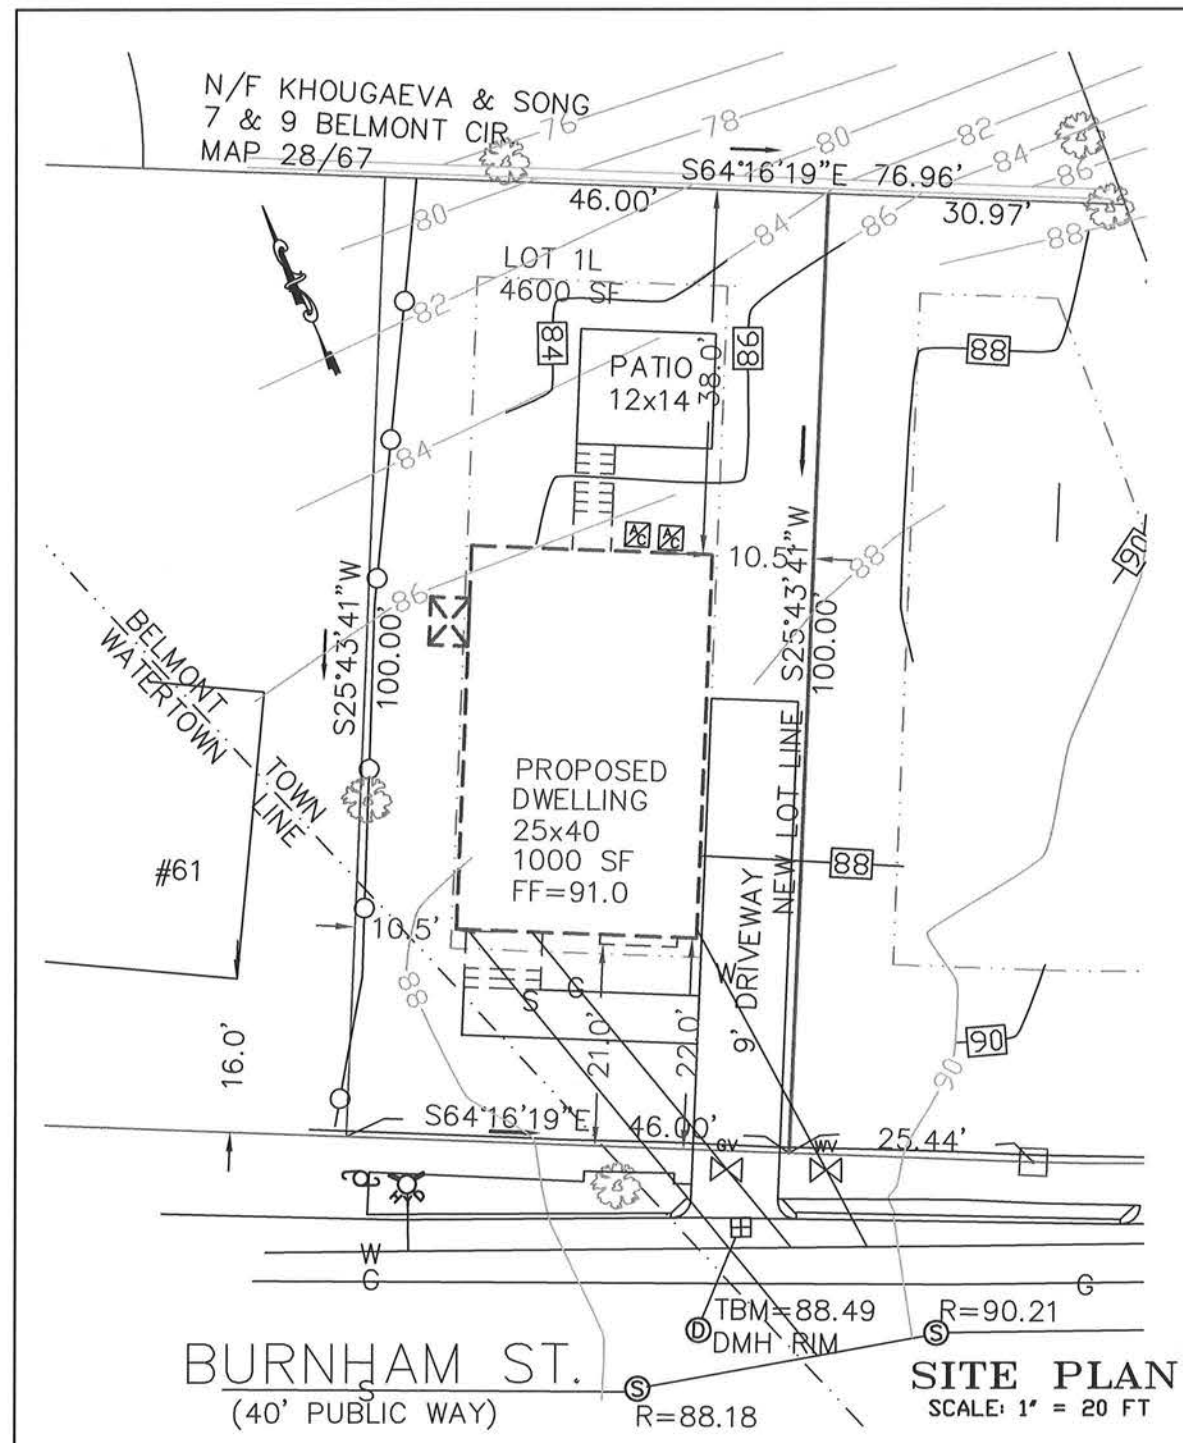 N/F KHOUGAEVA & SONG
7 & 9 BELMONT CIR
MAP 28/67
76
78
80
82
84
86
S64°16'19"E 76.96'
46.00'
30.97'
80
84
86
88
LOT 1L
4600 SF
82
84
86
88
PATIO
12x14
38.0'
84
A/C
A/C
10.5'
88
90
S25°43'41"W
100.00'
86
S25°43'41"W
100.00'
BELMONT
WATERTOWN
TOWN
LINE
NEW LOT LINE
PROPOSED
DWELLING
25x40
1000 SF
FF=91.0
88
#61
10.5'
88
9' DRIVEWAY
W
S
G
21.0'
22.0'
90
90
16.0'
S64°16'19"E 46.00'
25.44'
GV
WV
HYD
W
G
G
TBM=88.49
DMH RIM
D
R=90.21
S
BURNHAM ST.
S
(40' PUBLIC WAY)
S
R=88.18
SITE PLAN
SCALE: 1" = 20 FT